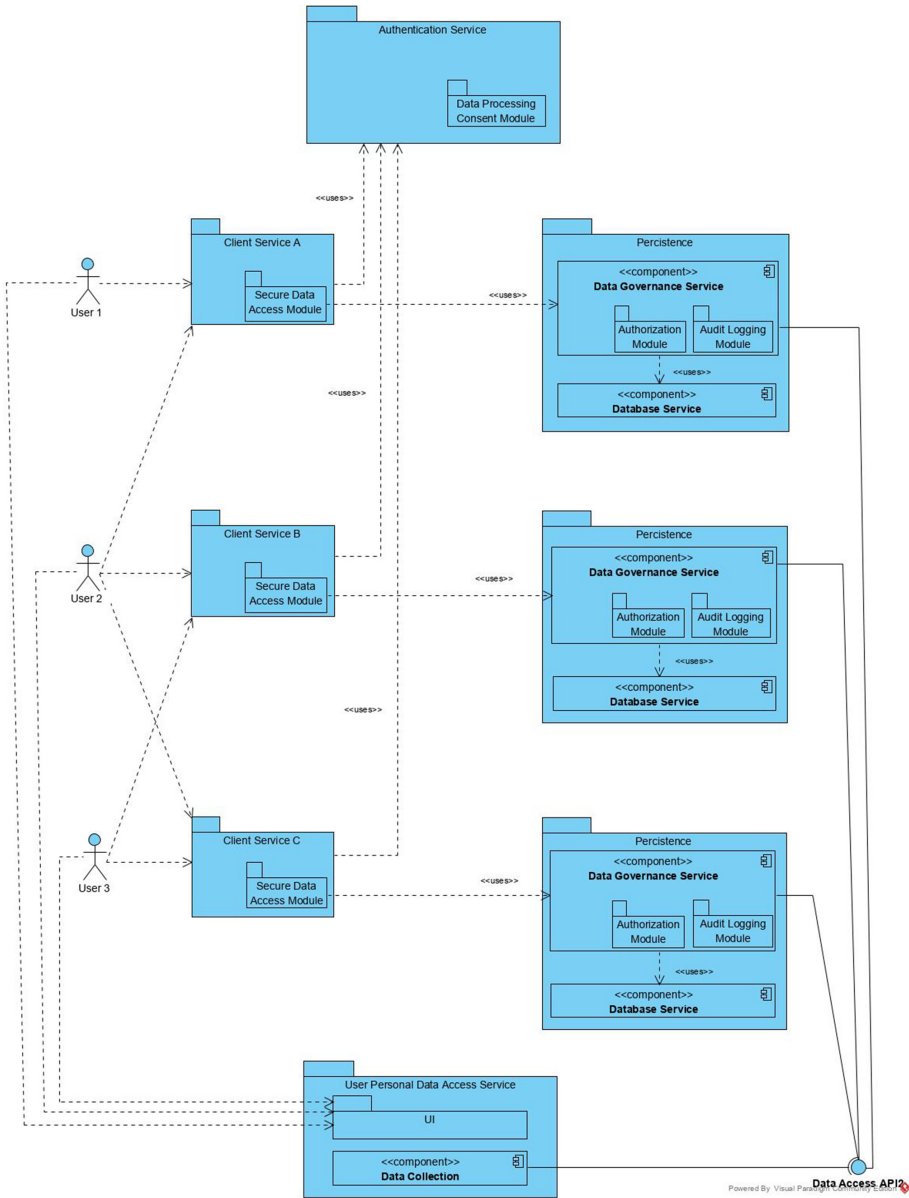 Authentication Service
Data Processing
Consent Module
<<uses>>
Client Service A
Secure Data
Access Module
User 1
<<uses>>
Percistence
<<component>>
Data Governance Service
Authorization
Module
Audit Logging
Module
<<uses>>
<<component>>
Database Service
<<uses>>
Client Service B
Secure Data
Access Module
User 2
<<uses>>
Percistence
<<component>>
Data Governance Service
Authorization
Module
Audit Logging
Module
<<uses>>
<<component>>
Database Service
<<uses>>
Client Service C
Secure Data
Access Module
User 3
<<uses>>
Percistence
<<component>>
Data Governance Service
Authorization
Module
Audit Logging
Module
<<uses>>
<<component>>
Database Service
User Personal Data Access Service
UI
<<component>>
Data Collection
Data Access API2
Powered By Visual Paradigm Community Edition